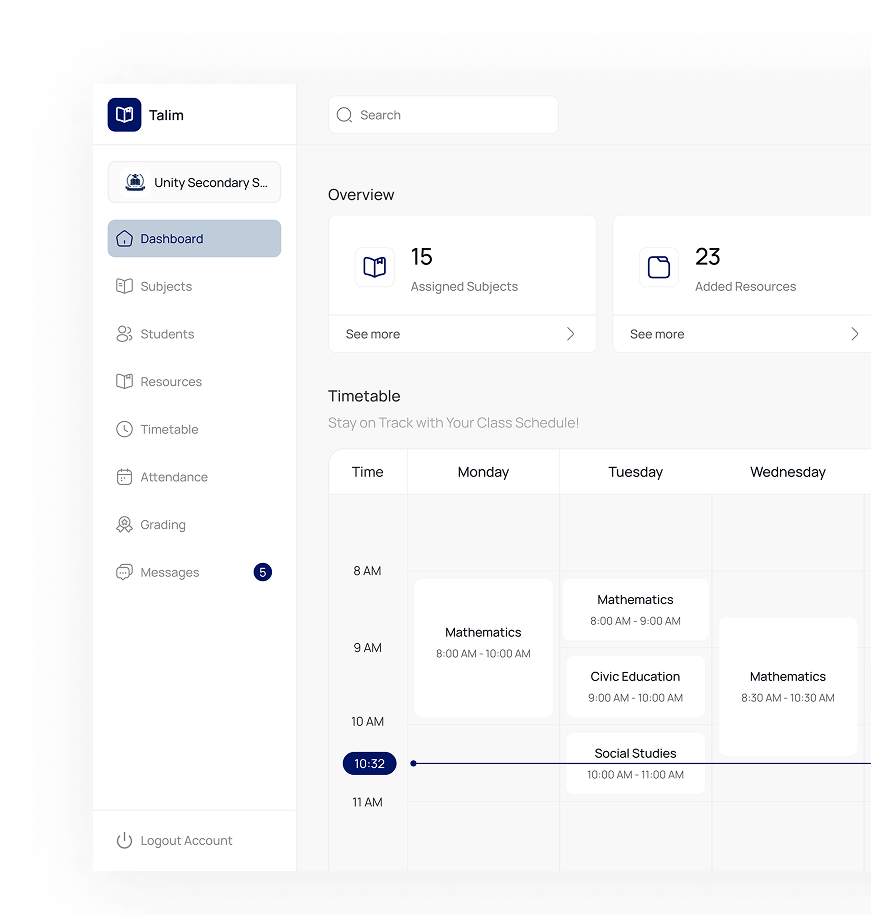 Talim
Search
Unity Secondary S...
Dashboard
Subjects
Students
Resources
Timetable
Attendance
Grading
Messages
5
Logout Account
Overview
15
Assigned Subjects
See more
23
Added Resources
See more
Timetable
Stay on Track with Your Class Schedule!
Time
Monday
Tuesday
Wednesday
8 AM
9 AM
10 AM
10:32
11 AM
Mathematics
8:00 AM - 10:00 AM
Mathematics
8:00 AM - 9:00 AM
Civic Education
9:00 AM - 10:00 AM
Social Studies
10:00 AM - 11:00 AM
Mathematics
8:30 AM - 10:30 AM